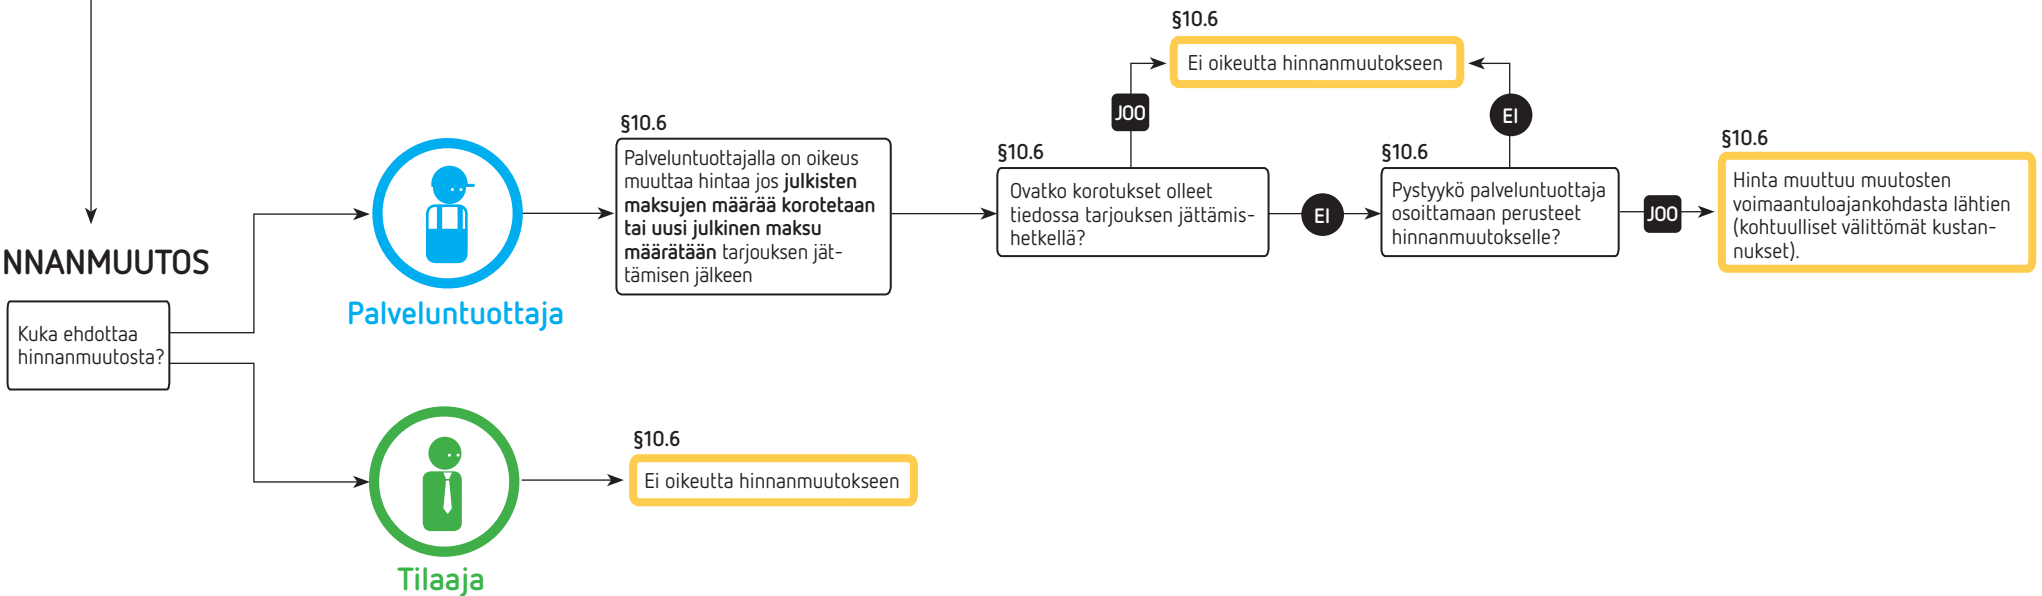 NNANMUUTOS
Kuka ehdottaa
hinnanmuutosta?
Palveluntuottaja
§10.6
Palveluntuottajalla on oikeus
muuttaa hintaa jos julkisten
maksujen määrää korotetaan
tai uusi julkinen maksu
määrätään tarjouksen jät-
tämisen jälkeen
§10.6
Ovatko korotukset olleet
tiedossa tarjouksen jättämis-
hetkellä?
JOO
§10.6
Ei oikeutta hinnanmuutokseen
EI
§10.6
Pystyykö palveluntuottaja
osoittamaan perusteet
hinnanmuutokselle?
EI
JOO
§10.6
Hinta muuttuu muutosten
voimaantuloajankohdasta lähtien
(kohtuulliset välittömät kustan-
nukset).
Tilaaja
§10.6
Ei oikeutta hinnanmuutokseen